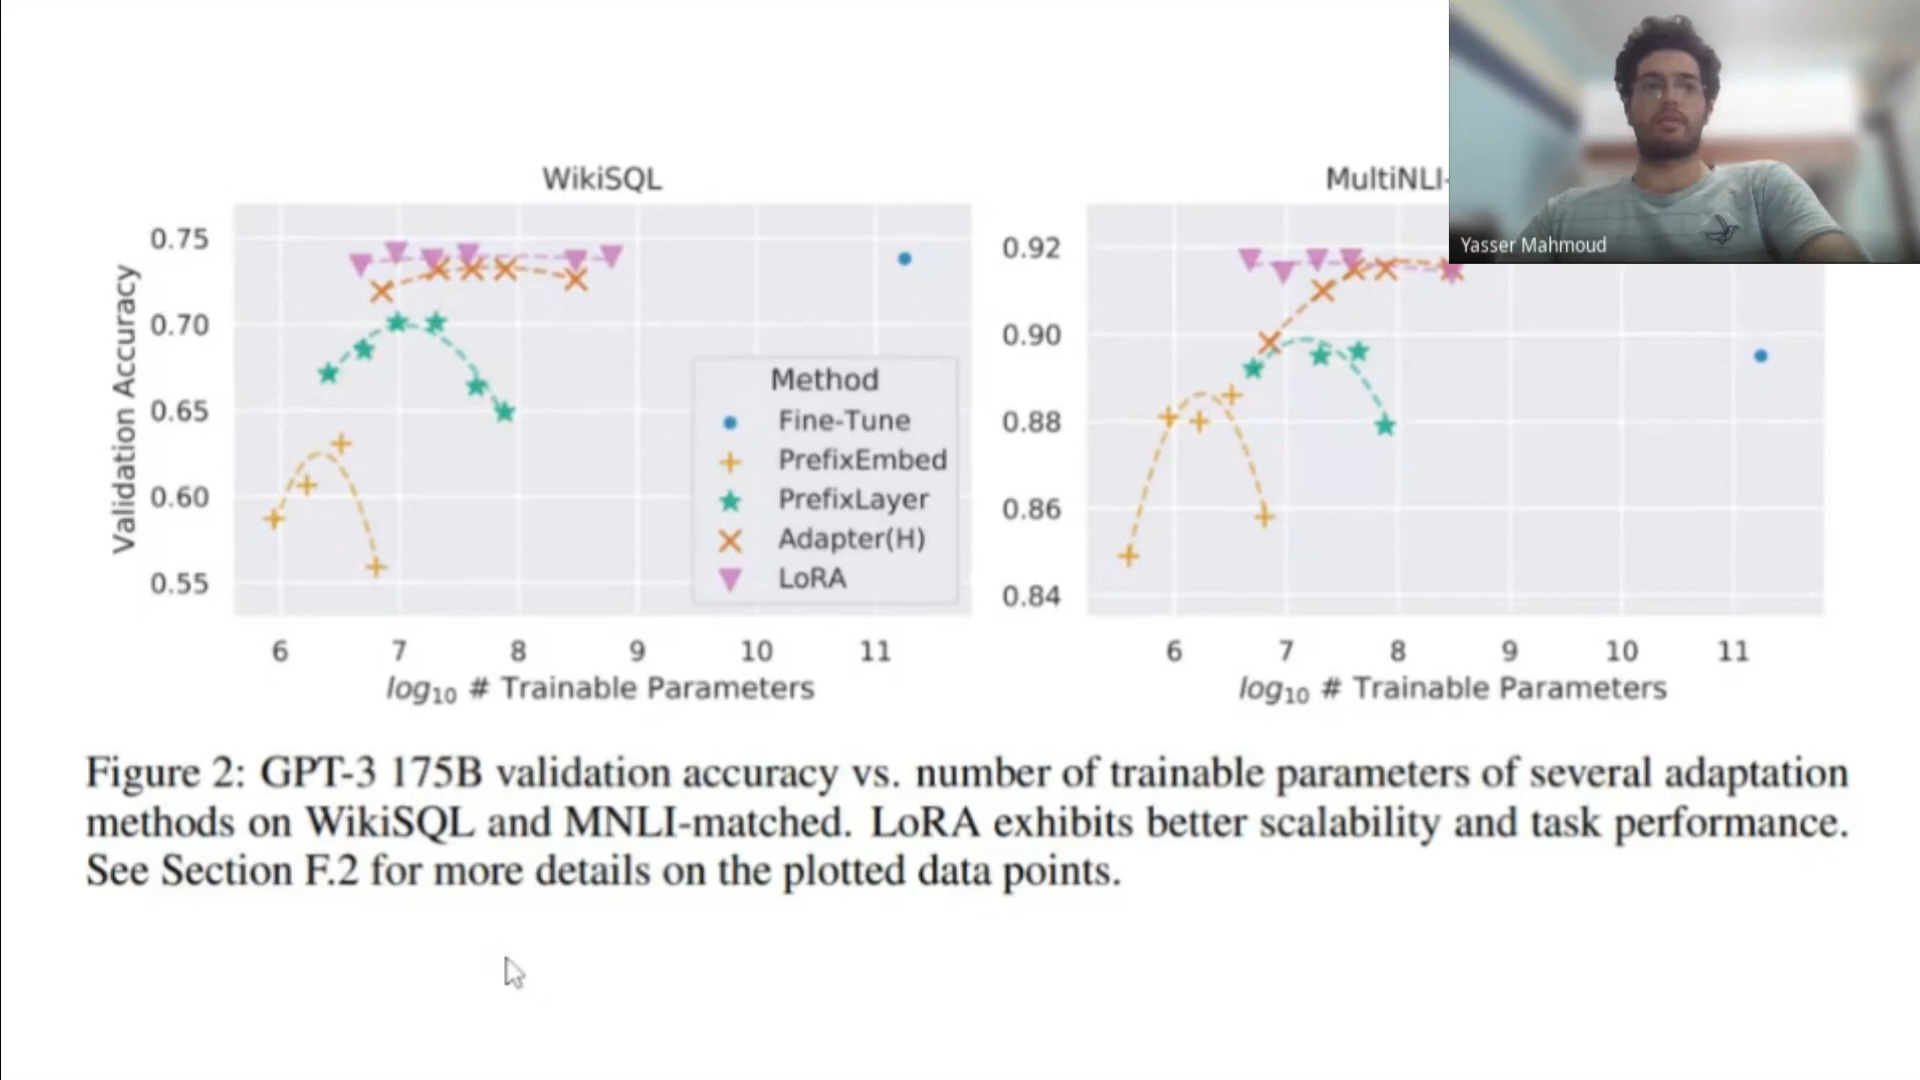 WikiSQL
MultiNLI-
Yasser Mahmoud
Validation Accuracy
0.75
0.70
0.65
0.60
0.55
0.92
0.90
0.88
0.86
0.84
Method
Fine-Tune
PrefixEmbed
PrefixLayer
Adapter(H)
LoRA
6 7 8 9 10 11
6 7 8 9 10 11
log₁₀ # Trainable Parameters
log₁₀ # Trainable Parameters
Figure 2: GPT-3 175B validation accuracy vs. number of trainable parameters of several adaptation
methods on WikiSQL and MNLI-matched. LoRA exhibits better scalability and task performance.
See Section F.2 for more details on the plotted data points.